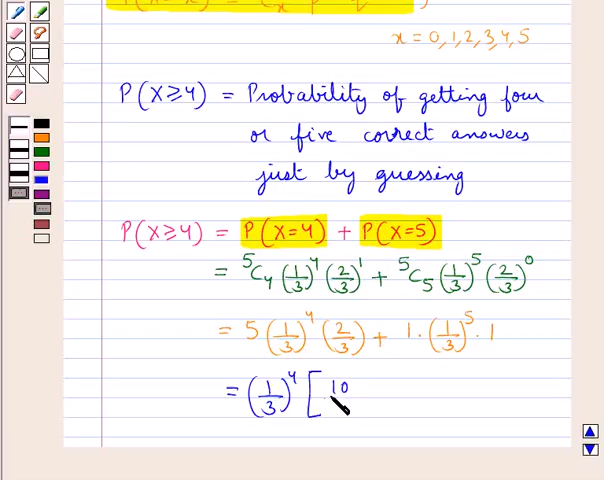 x = 0,1,2,3,4,5
P(X≥4) = Probability of getting four
or five correct answers
just by guessing
P(X≥4) = P(X=4) + P(X=5)
= ⁵C₄ (1/3)⁴ (2/3)¹ + ⁵C₅ (1/3)⁵ (2/3)⁰
= 5 (1/3)⁴ (2/3) + 1 · (1/3)⁵ · 1
= (1/3)⁴ [ 10